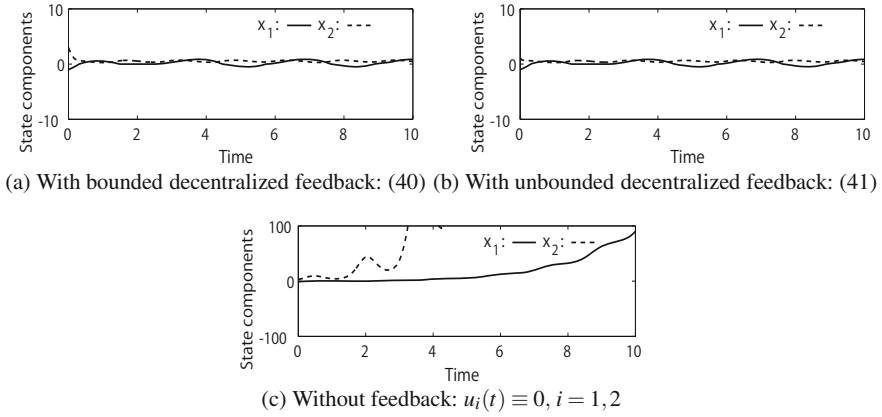 10
x₁: x₂:
State components
0
-10
0 2 4 6 8 10
Time
10
x₁: x₂:
State components
0
-10
0 2 4 6 8 10
Time
(a) With bounded decentralized feedback: (40) (b) With unbounded decentralized feedback: (41)
100
x₁: x₂:
State components
0
-100
0 2 4 6 8 10
Time
(c) Without feedback: uᵢ(t) ≡ 0, i = 1,2